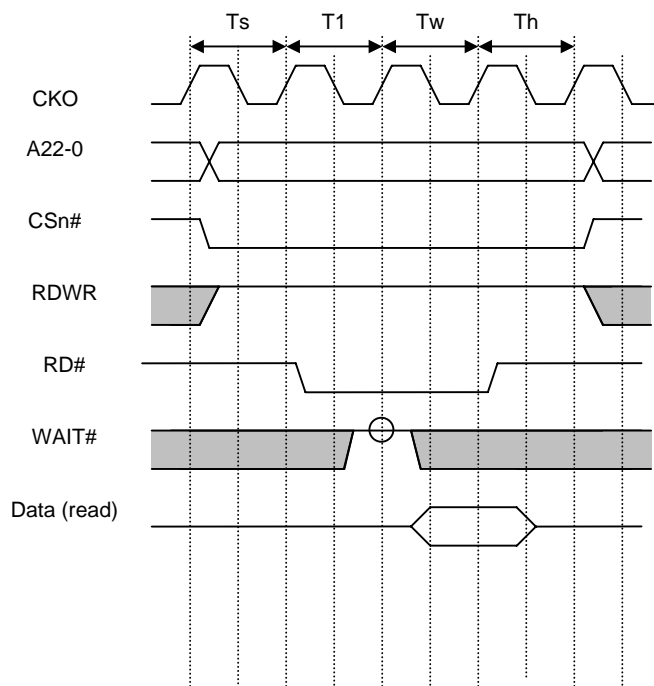 Ts T1 Tw Th
CKO
A22-0
CSn#
RDWR
RD#
WAIT#
Data (read)